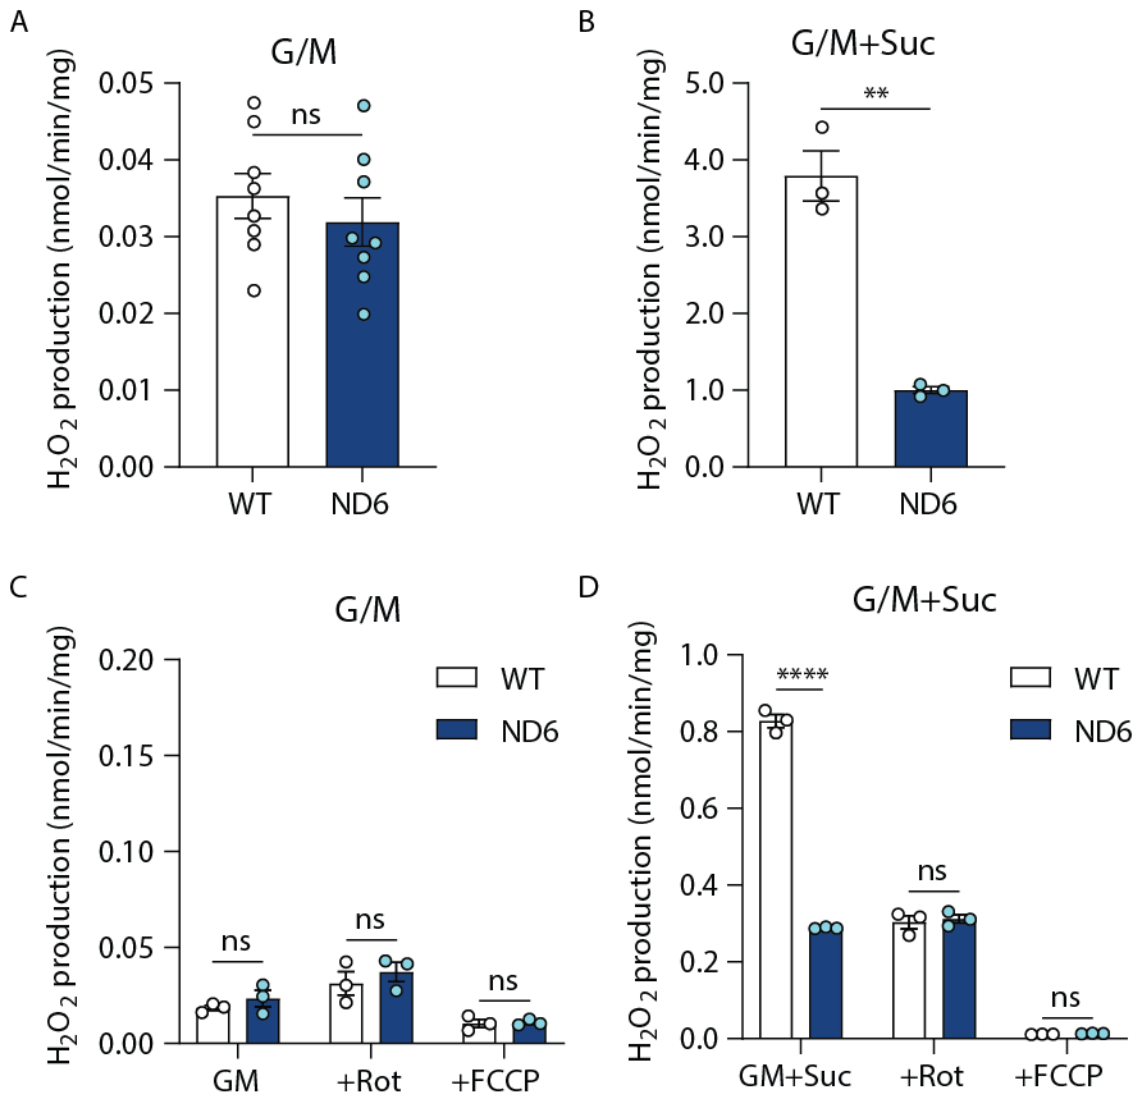 A
G/M
H₂O₂ production (nmol/min/mg)
0.05
0.04
0.03
0.02
0.01
0.00
ns
WT
ND6
B
G/M+Suc
H₂O₂ production (nmol/min/mg)
5.0
4.0
3.0
2.0
1.0
0.0
**
WT
ND6
C
G/M
H₂O₂ production (nmol/min/mg)
0.20
0.15
0.10
0.05
0.00
WT
ND6
ns
ns
ns
GM
+Rot
+FCCP
D
G/M+Suc
H₂O₂ production (nmol/min/mg)
1.0
0.8
0.6
0.4
0.2
0.0
****
WT
ND6
ns
ns
GM+Suc
+Rot
+FCCP